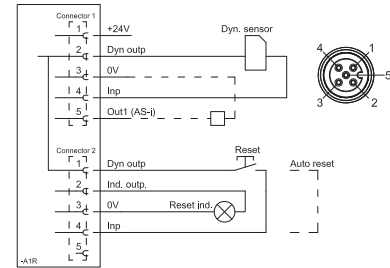 Connector 1
1 +24V
2 Dyn outp
3 0V
4 Inp
5 Out1 (AS-i)
Dyn. sensor
4 1
5
3 2
Connector 2
1 Dyn outp
2 Ind. outp.
3 0V
4 Inp
5
Reset
Auto reset
Reset ind.
-A1R